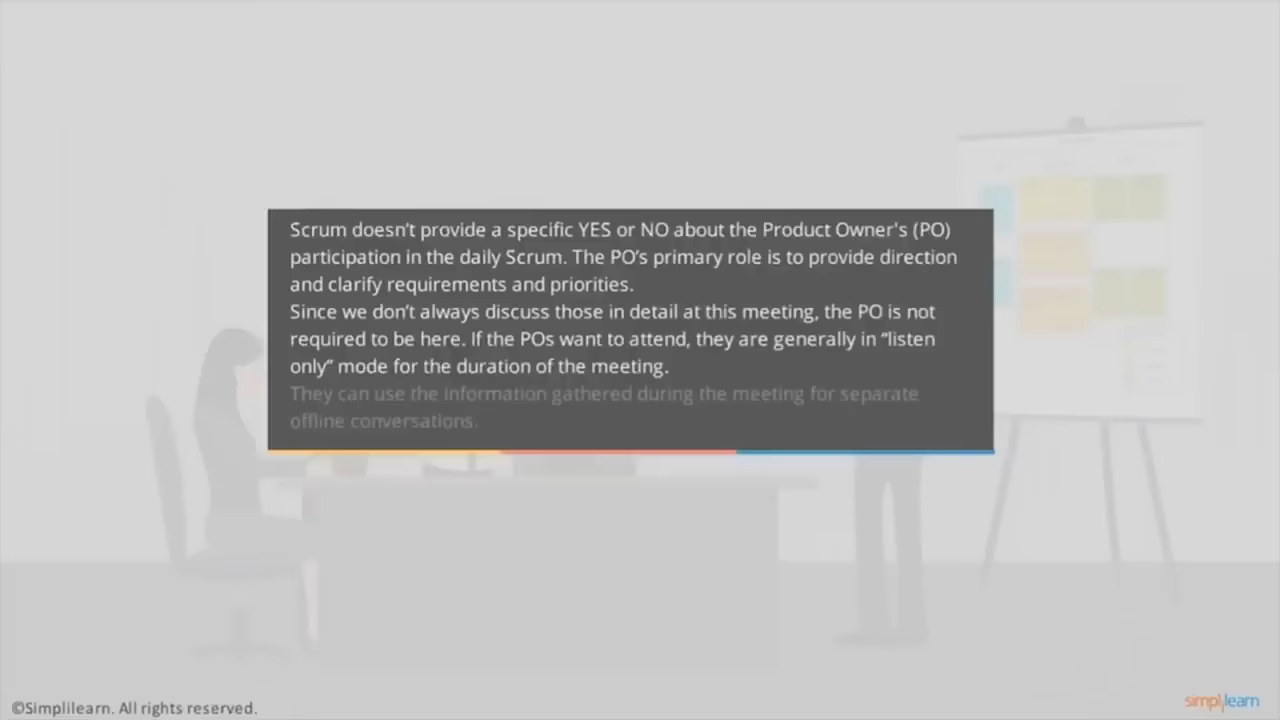 Scrum doesn't provide a specific YES or NO about the Product Owner's (PO)
participation in the daily Scrum. The PO's primary role is to provide direction
and clarify requirements and priorities.
Since we don't always discuss those in detail at this meeting, the PO is not
required to be here. If the POs want to attend, they are generally in “listen
only” mode for the duration of the meeting.
They can use the information gathered during the meeting for separate
offline conversations.
©Simplilearn. All rights reserved.
simplilearn